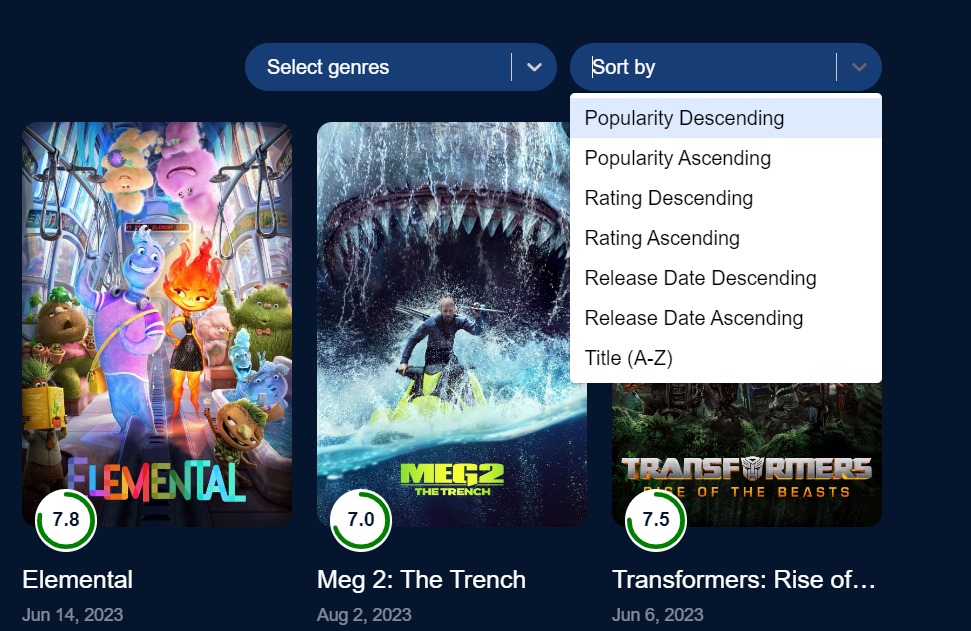 Select genres
Sort by
Popularity Descending
Popularity Ascending
Rating Descending
Rating Ascending
Release Date Descending
Release Date Ascending
Title (A-Z)
ELEMENTAL
MEG2
THE TRENCH
TRANSFORMERS
RISE OF THE BEASTS
7.8
7.0
7.5
Elemental
Meg 2: The Trench
Transformers: Rise of…
Jun 14, 2023
Aug 2, 2023
Jun 6, 2023